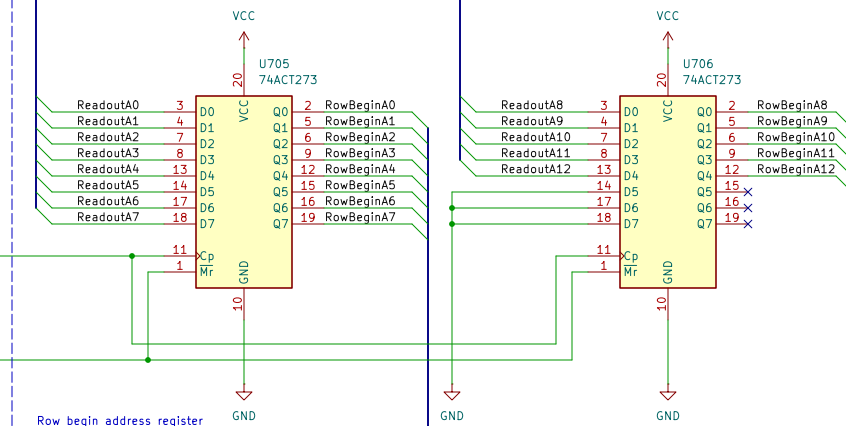 VCC
VCC
U705
74ACT273
U706
74ACT273
20
VCC
20
VCC
ReadoutA0 3 D0 Q0 2 RowBeginA0
ReadoutA1 4 D1 Q1 5 RowBeginA1
ReadoutA2 7 D2 Q2 6 RowBeginA2
ReadoutA3 8 D3 Q3 9 RowBeginA3
ReadoutA4 13 D4 Q4 12 RowBeginA4
ReadoutA5 14 D5 Q5 15 RowBeginA5
ReadoutA6 17 D6 Q6 16 RowBeginA6
ReadoutA7 18 D7 Q7 19 RowBeginA7
11 Cp
1 Mr
GND
10
GND
ReadoutA8 3 D0 Q0 2 RowBeginA8
ReadoutA9 4 D1 Q1 5 RowBeginA9
ReadoutA10 7 D2 Q2 6 RowBeginA10
ReadoutA11 8 D3 Q3 9 RowBeginA11
ReadoutA12 13 D4 Q4 12 RowBeginA12
14 D5 Q5 15
17 D6 Q6 16
18 D7 Q7 19
11 Cp
1 Mr
GND
10
GND
GND
Row begin address register